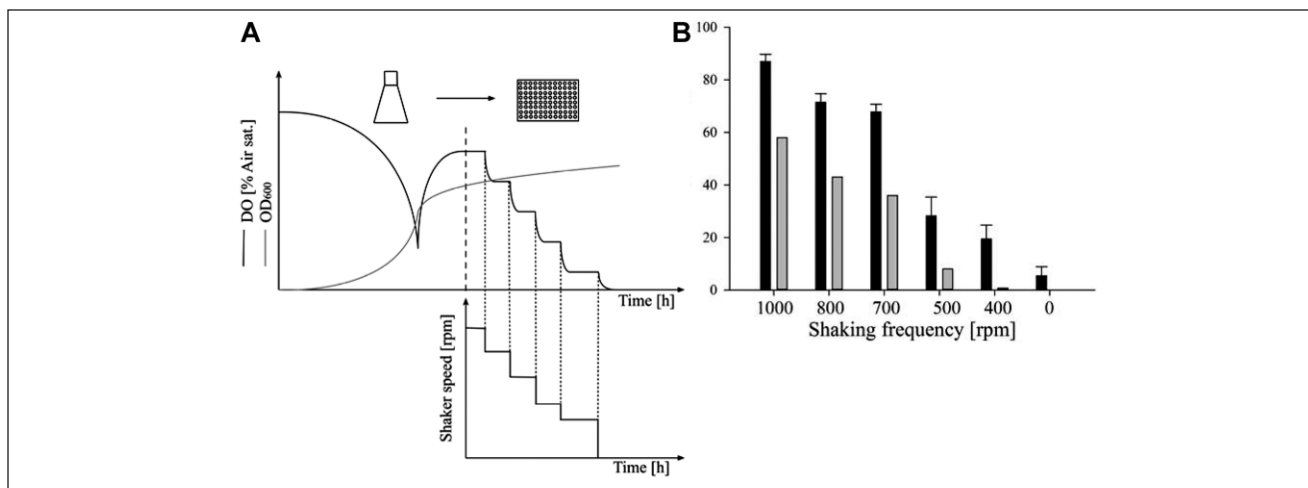 A
DO [% Air sat.]
OD600
Time [h]
Shaker speed [rpm]
Time [h]
B
100
80
60
40
20
0
1000 800 700 500 400 0
Shaking frequency [rpm]